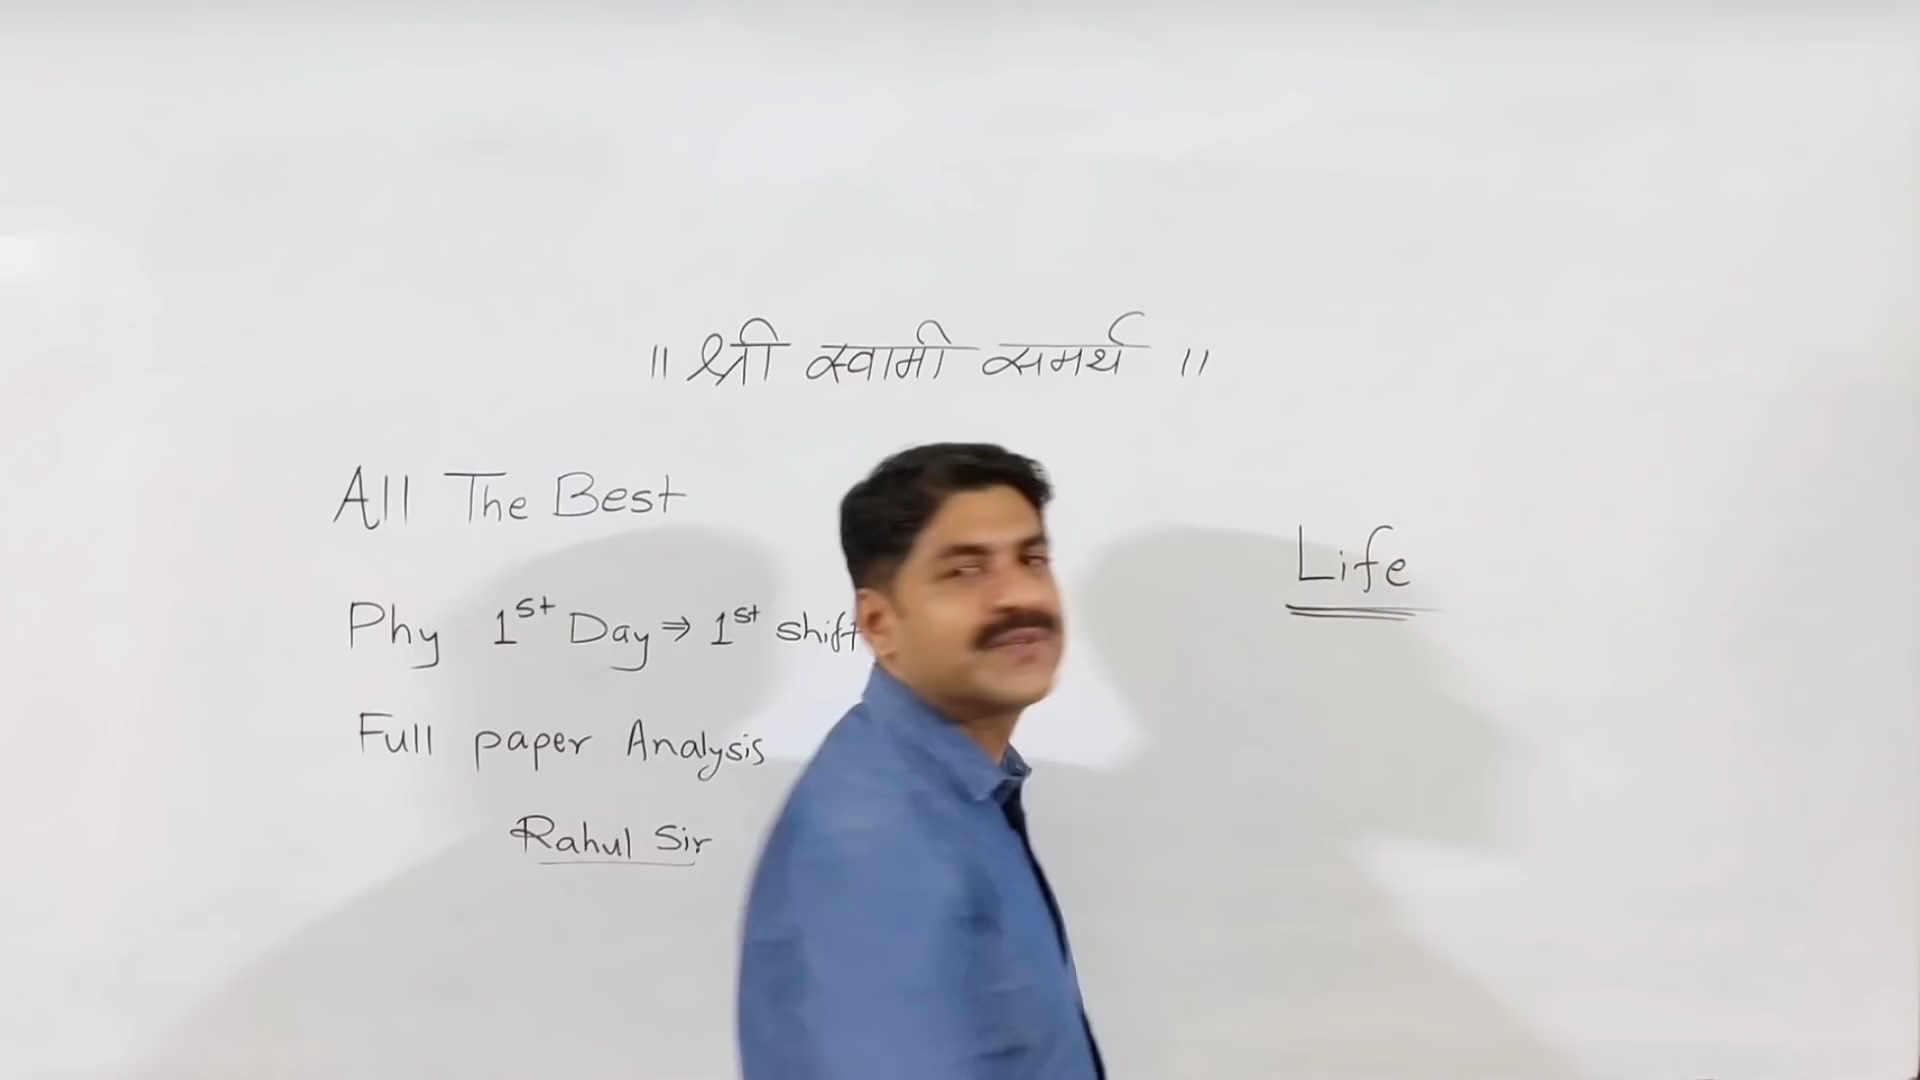 ॥ श्री स्वामी समर्थ ॥
All The Best
Life
Phy 1st Day ⇒ 1st shift
Full paper Analysis
Rahul Sir